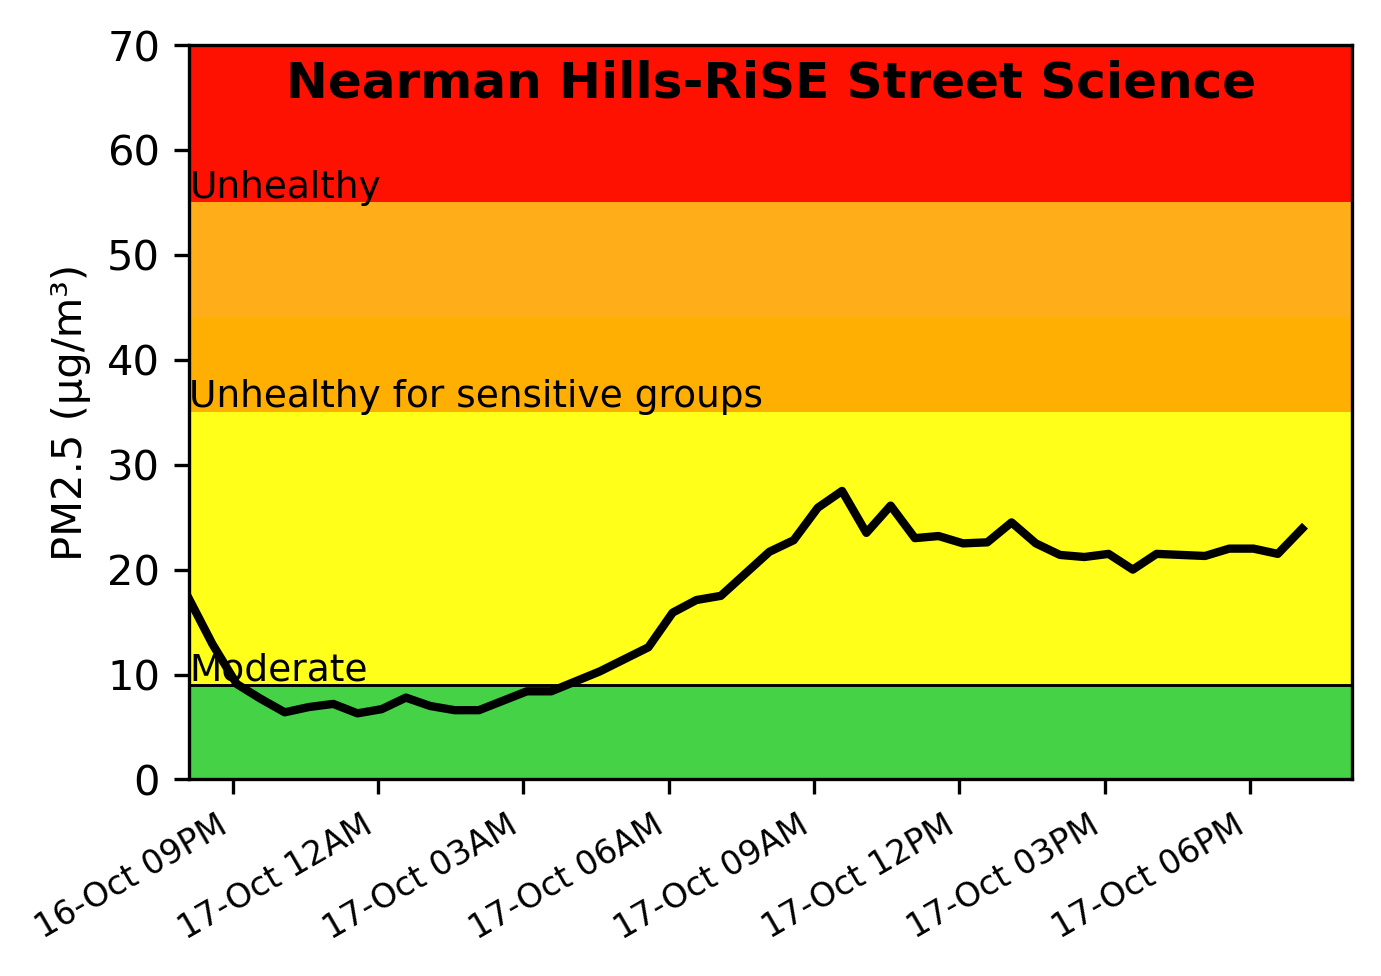 Nearman Hills-RiSE Street Science
70
60
Unhealthy
50
40
Unhealthy for sensitive groups
30
20
Moderate
10
0
PM2.5 (µg/m³)
16-Oct 09PM
17-Oct 12AM
17-Oct 03AM
17-Oct 06AM
17-Oct 09AM
17-Oct 12PM
17-Oct 03PM
17-Oct 06PM